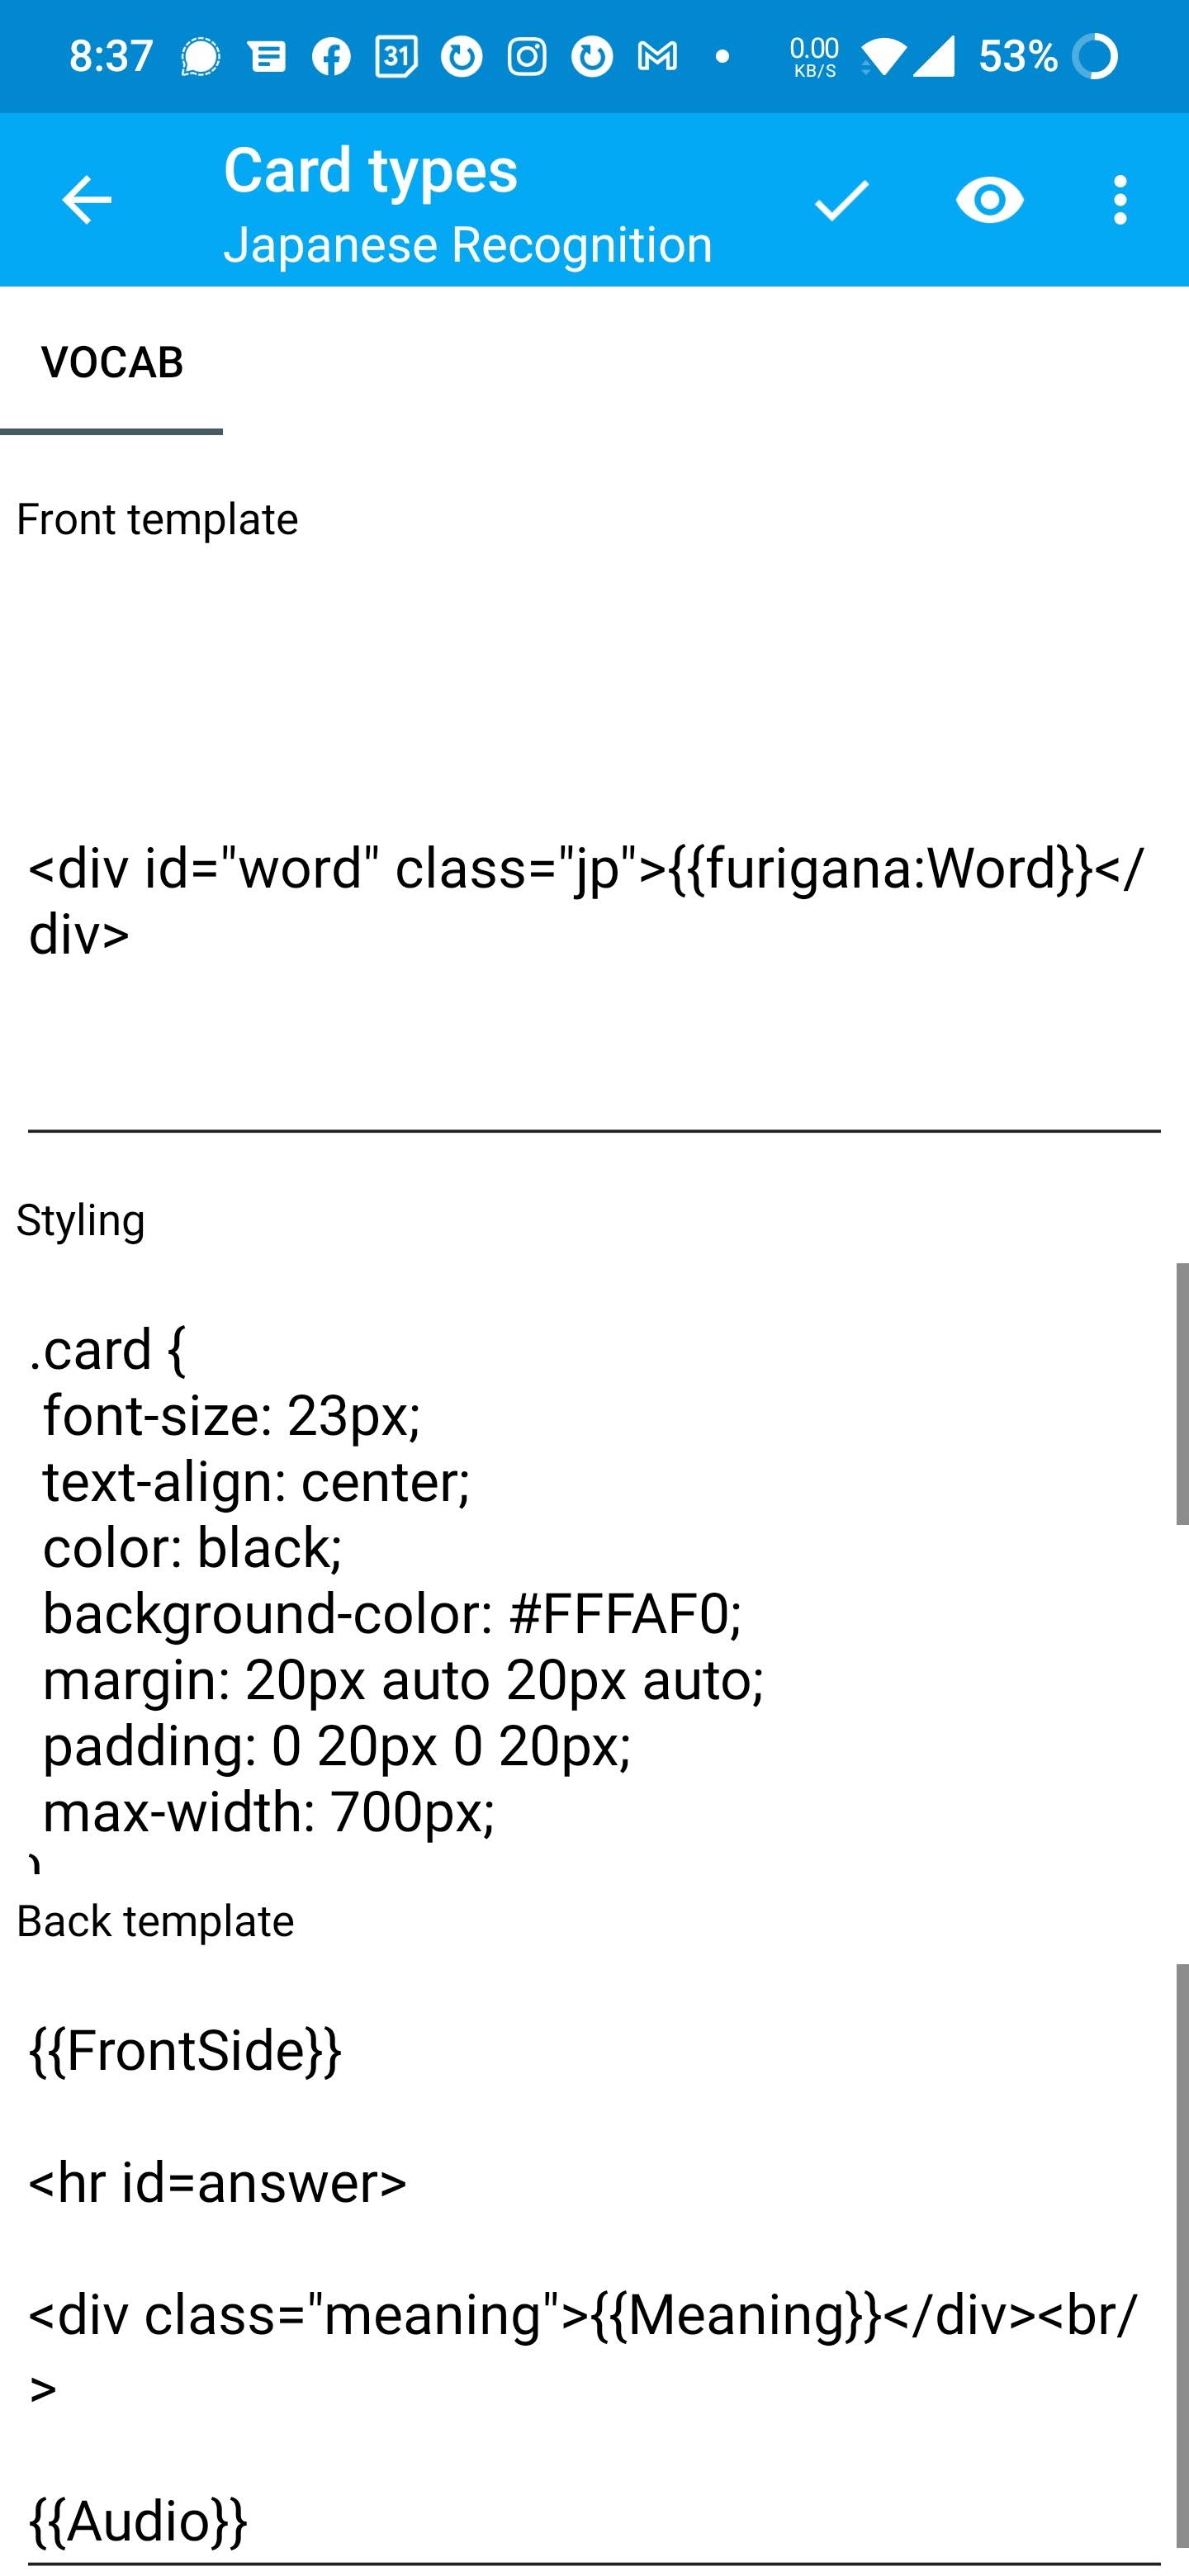 8:37 31 0.00 KB/S 53%
Card types
Japanese Recognition
VOCAB
Front template
<div id="word" class="jp">{{furigana:Word}}</
div>
Styling
.card {
font-size: 23px;
text-align: center;
color: black;
background-color: #FFFAF0;
margin: 20px auto 20px auto;
padding: 0 20px 0 20px;
max-width: 700px;
}
Back template
{{FrontSide}}
<hr id=answer>
<div class="meaning">{{Meaning}}</div><br/
>
{{Audio}}